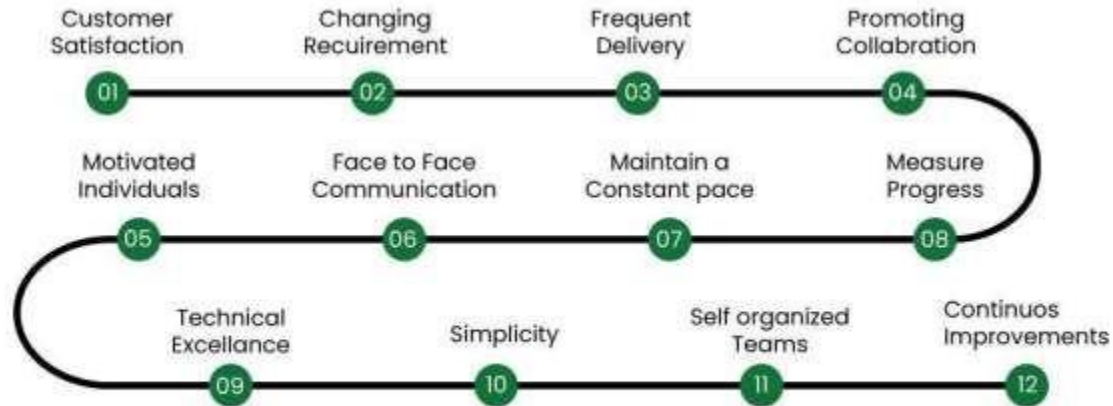 Customer
Satisfaction
01
Changing
Recuirement
02
Frequent
Delivery
03
Promoting
Collabration
04
Motivated
Individuals
05
Face to Face
Communication
06
Maintain a
Constant pace
07
Measure
Progress
08
Technical
Excellance
09
Simplicity
10
Self organized
Teams
11
Continuos
Improvements
12